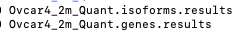 ) Ovcar4_2m_Quant.isoforms.results
) Ovcar4_2m_Quant.genes.results